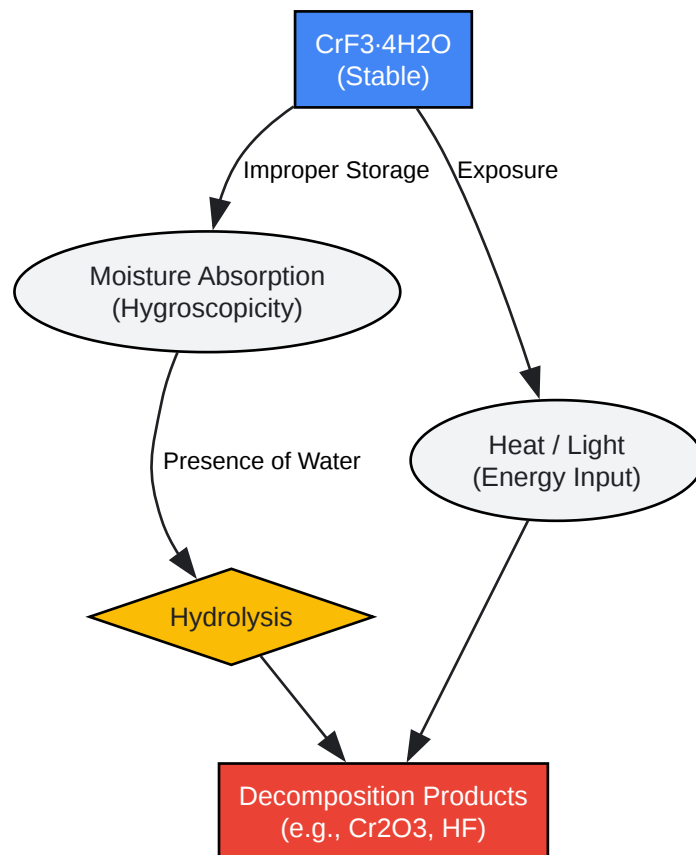 CrF3·4H2O
(Stable)
Improper Storage
Exposure
Moisture Absorption
(Hygroscopicity)
Presence of Water
Heat / Light
(Energy Input)
Hydrolysis
Decomposition Products
(e.g., Cr2O3, HF)